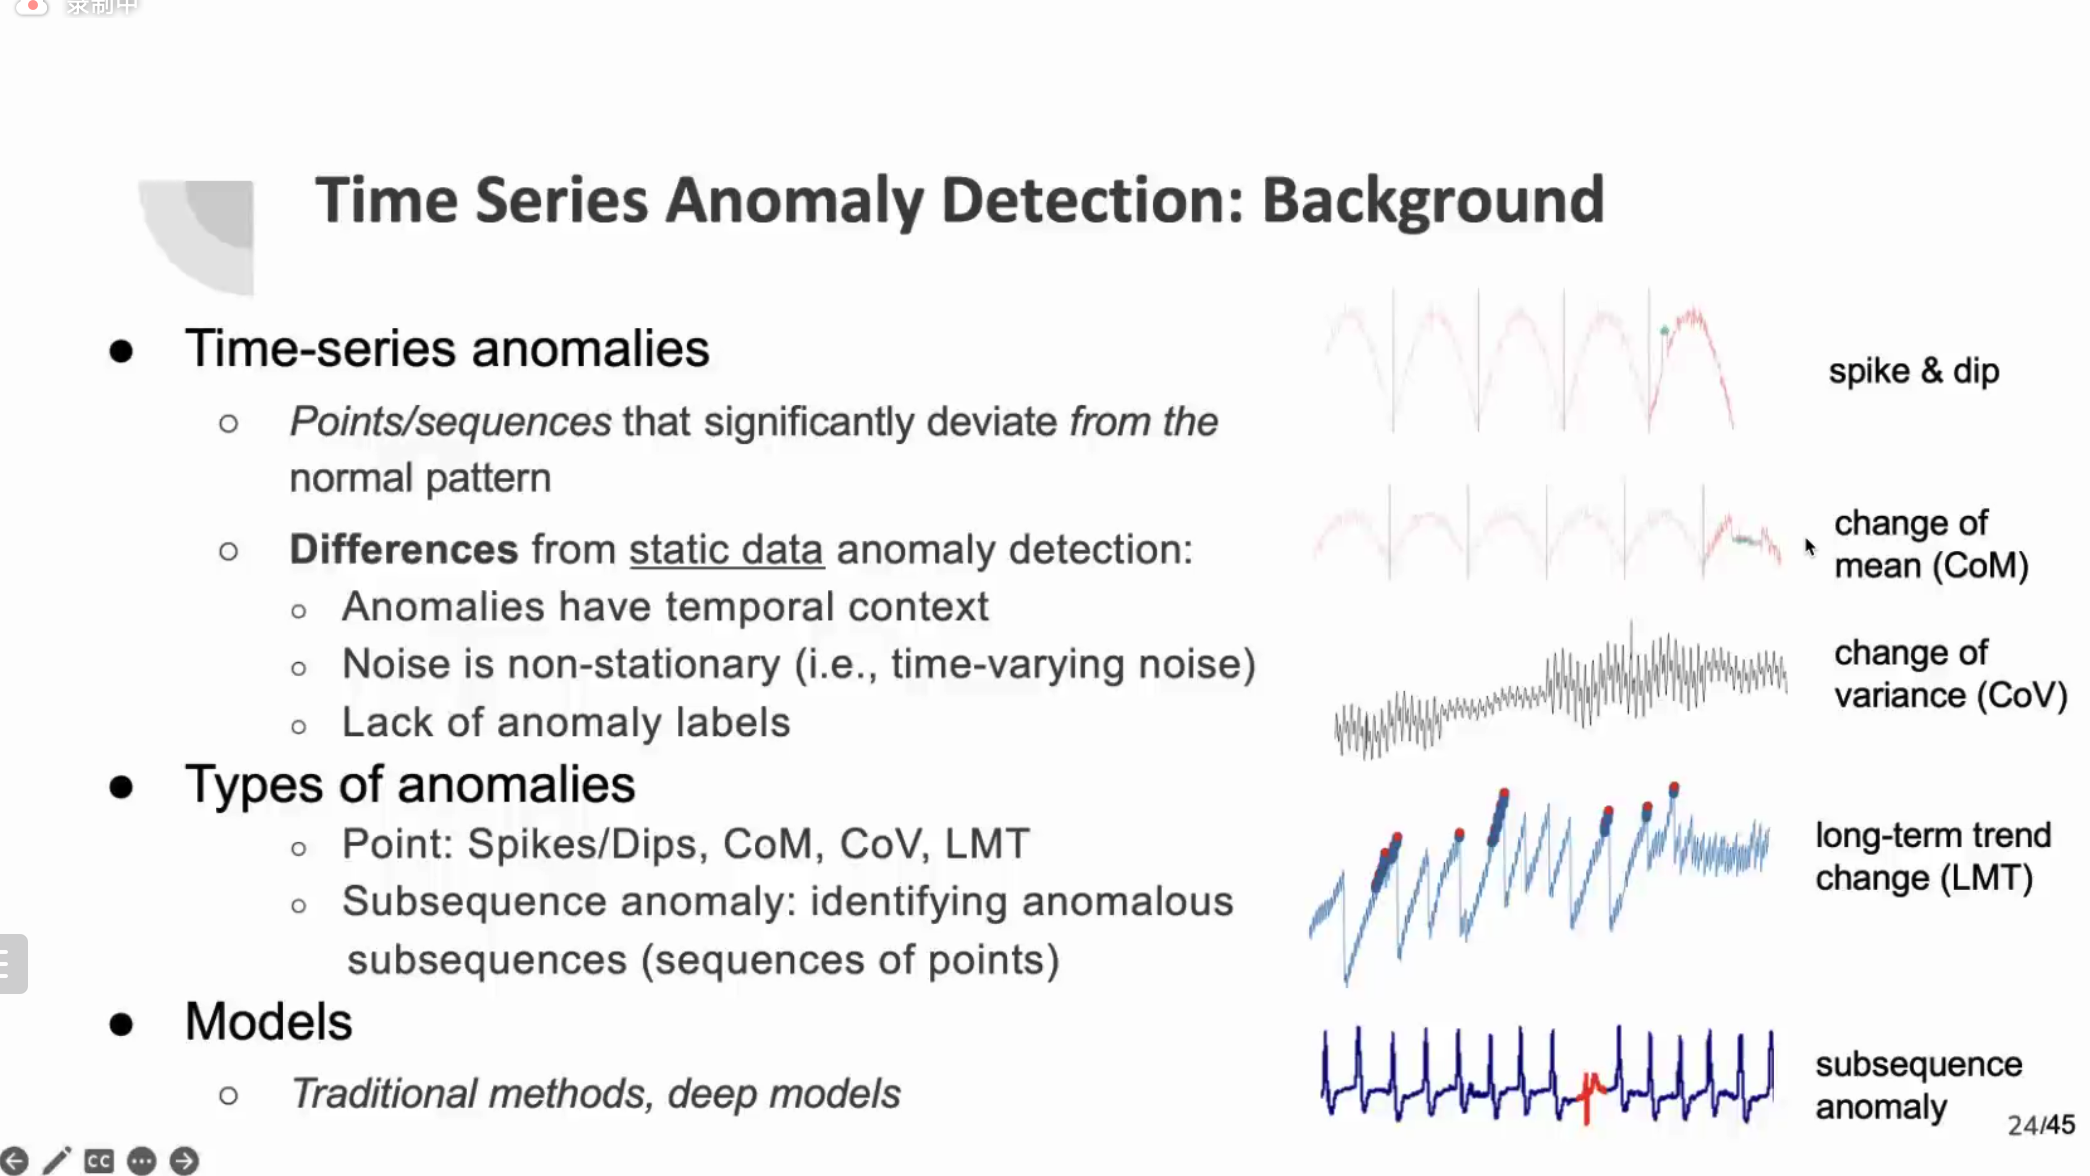 录制中
Time Series Anomaly Detection: Background
● Time-series anomalies
○ Points/sequences that significantly deviate from the
normal pattern
○ Differences from static data anomaly detection:
○ Anomalies have temporal context
○ Noise is non-stationary (i.e., time-varying noise)
○ Lack of anomaly labels
● Types of anomalies
○ Point: Spikes/Dips, CoM, CoV, LMT
○ Subsequence anomaly: identifying anomalous
subsequences (sequences of points)
● Models
○ Traditional methods, deep models
spike & dip
change of
mean (CoM)
change of
variance (CoV)
long-term trend
change (LMT)
subsequence
anomaly
24/45
CC